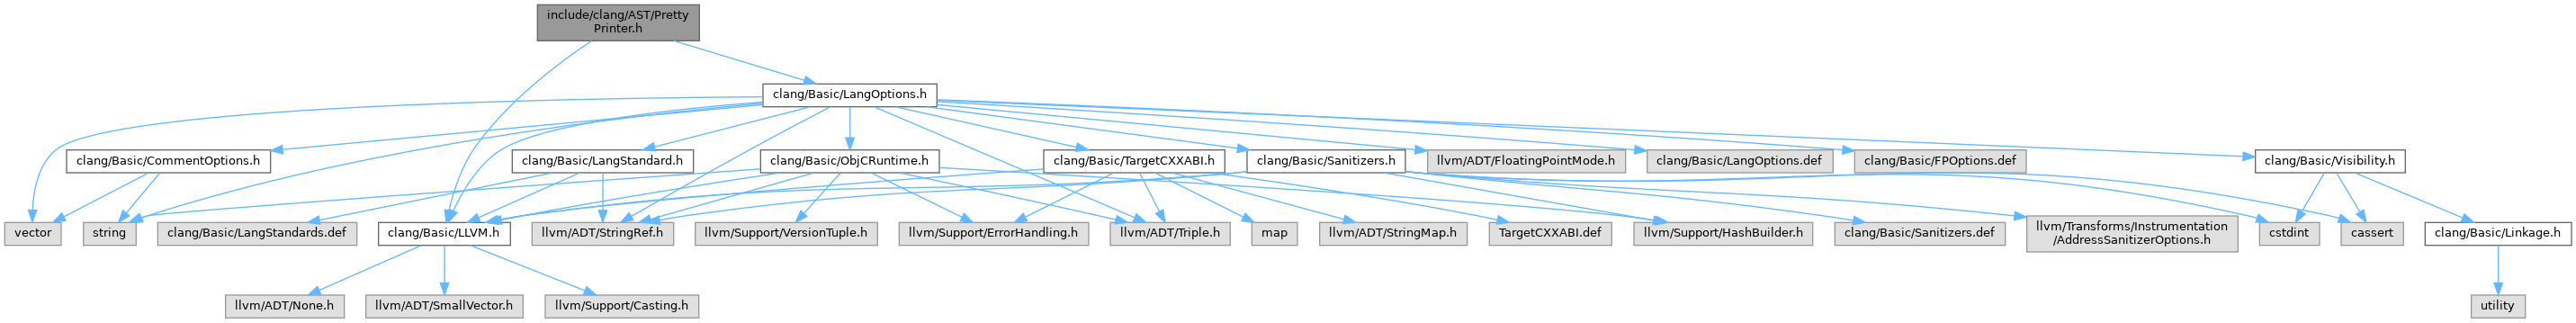 include/clang/AST/Pretty
Printer.h
clang/Basic/LangOptions.h
clang/Basic/CommentOptions.h
clang/Basic/LangStandard.h
clang/Basic/ObjCRuntime.h
clang/Basic/TargetCXXABI.h
clang/Basic/Sanitizers.h
llvm/ADT/FloatingPointMode.h
clang/Basic/LangOptions.def
clang/Basic/FPOptions.def
clang/Basic/Visibility.h
vector
string
clang/Basic/LangStandards.def
clang/Basic/LLVM.h
llvm/ADT/StringRef.h
llvm/Support/VersionTuple.h
llvm/Support/ErrorHandling.h
llvm/ADT/Triple.h
map
llvm/ADT/StringMap.h
TargetCXXABI.def
llvm/Support/HashBuilder.h
clang/Basic/Sanitizers.def
llvm/Transforms/Instrumentation
/AddressSanitizerOptions.h
cstdint
cassert
clang/Basic/Linkage.h
llvm/ADT/None.h
llvm/ADT/SmallVector.h
llvm/Support/Casting.h
utility